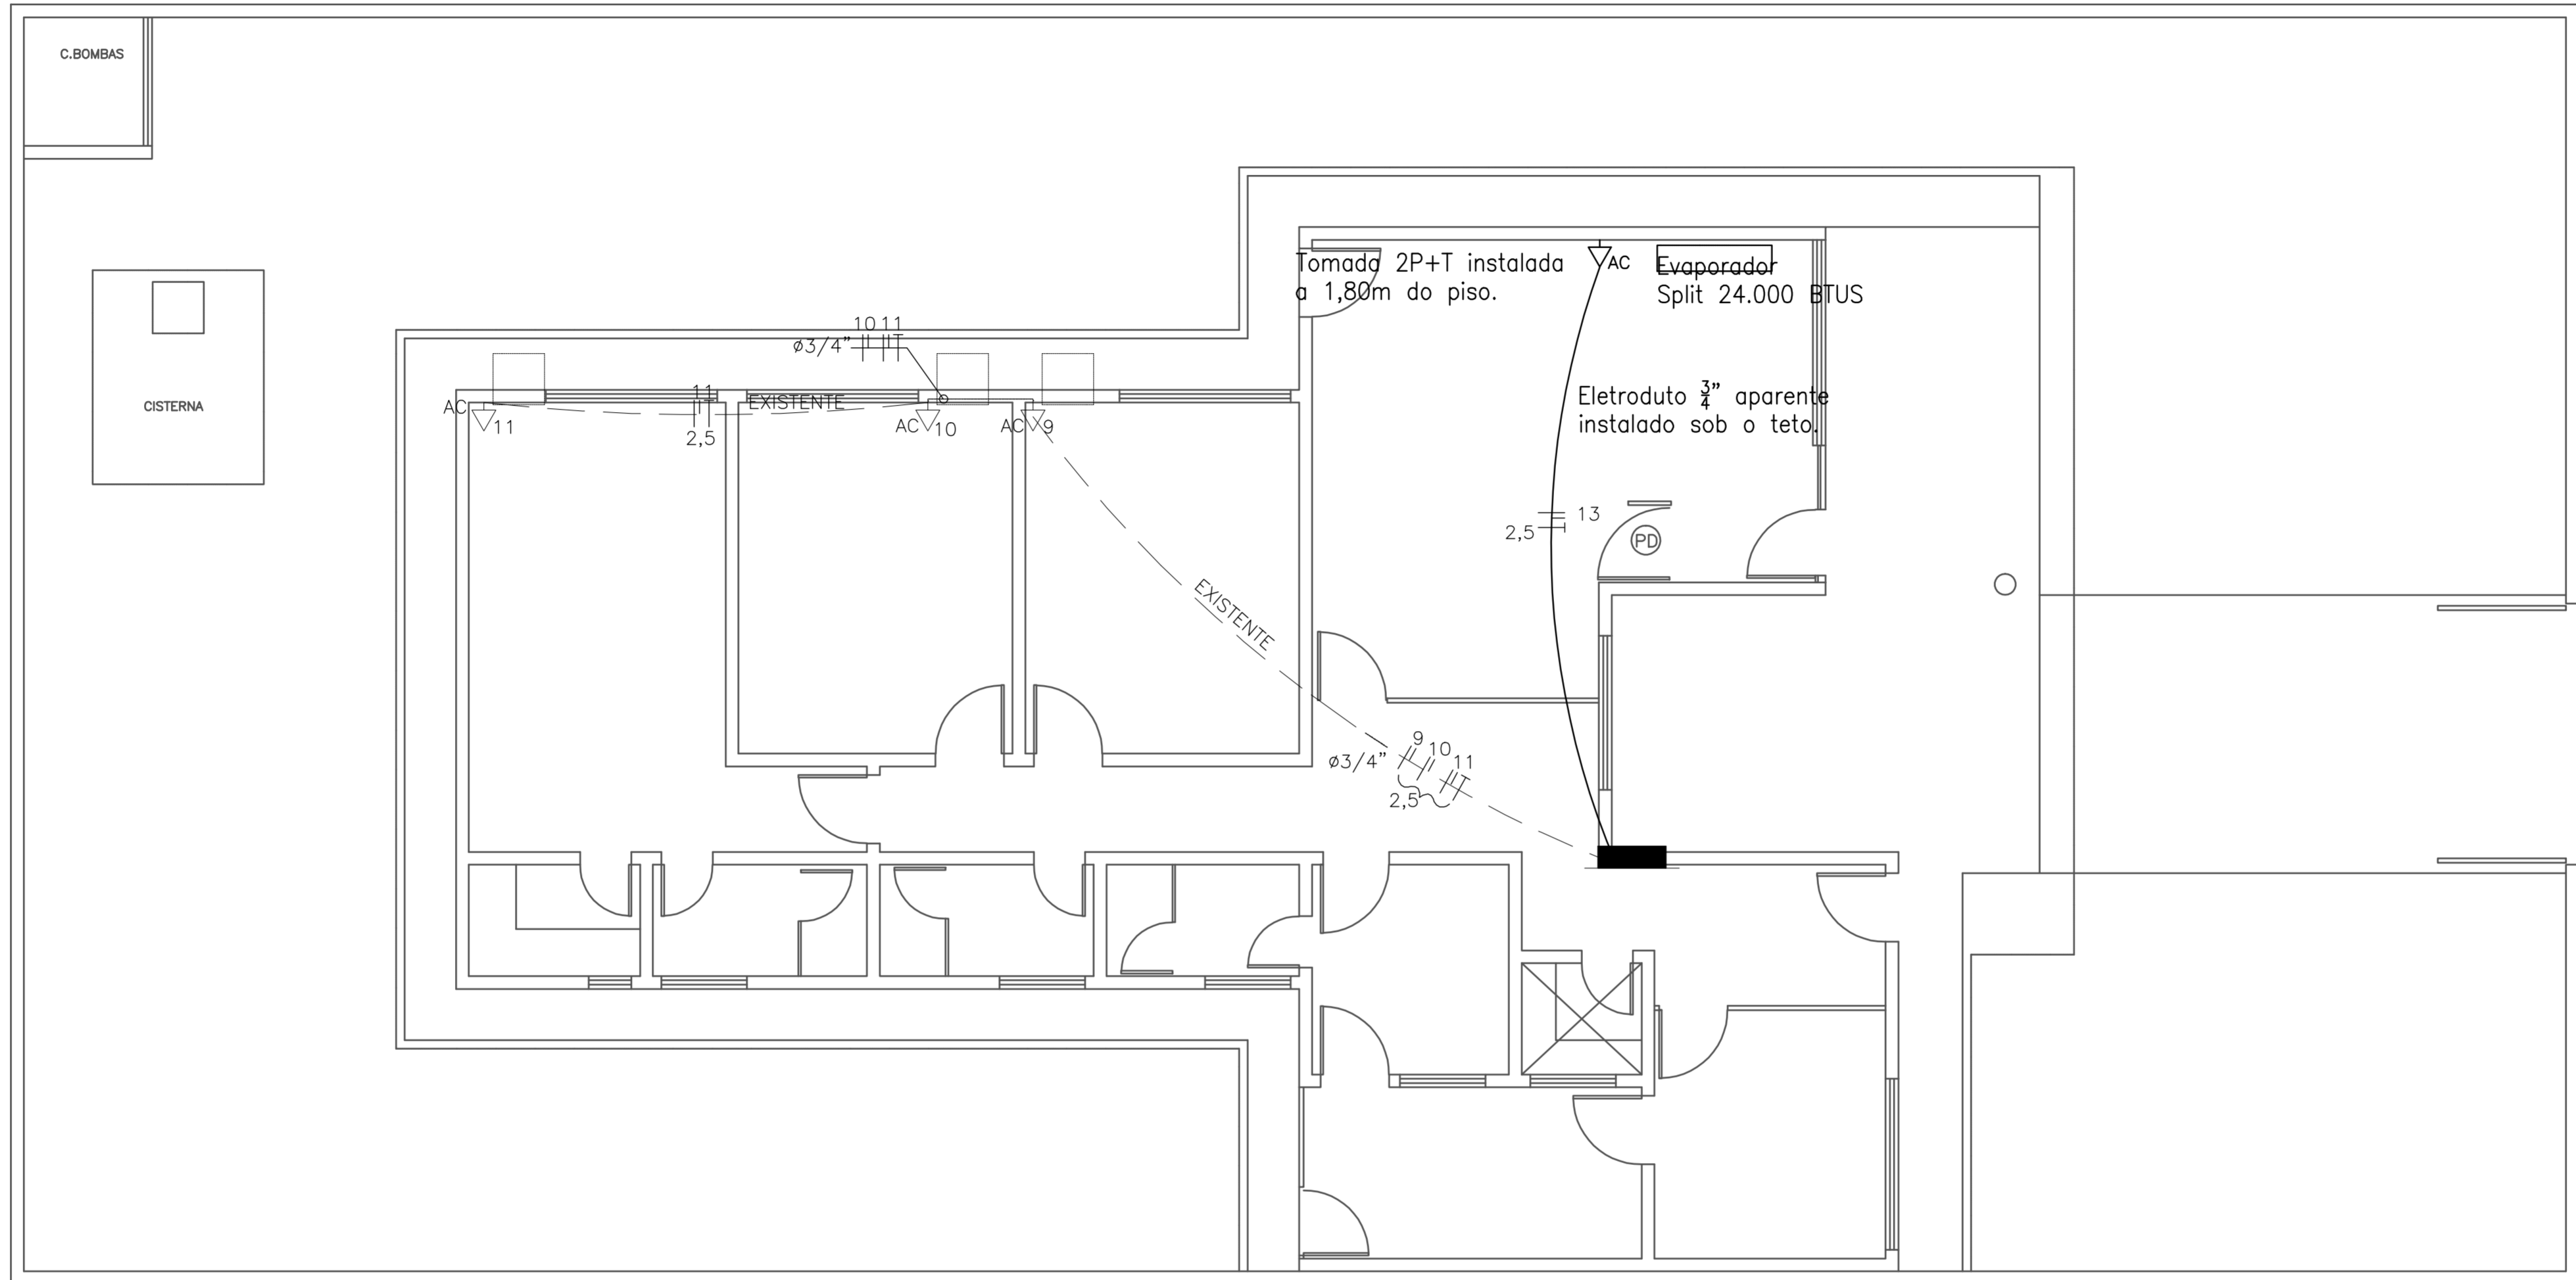 C.BOMBAS
CISTERNA
Tomada 2P+T instalada
a 1,80m do piso.
AC
Evaporador
Split 24.000 BTUS
10 11
ø3/4"
11
EXISTENTE
AC
11
2,5
AC
10
AC
9
Eletroduto 3/4" aparente
instalado sob o teto.
13
2,5
PD
EXISTENTE
9
10
11
ø3/4"
2,5